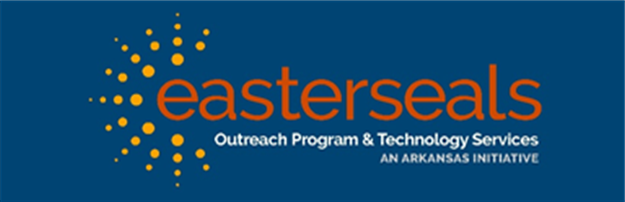 easterseals
Outreach Program & Technology Services
AN ARKANSAS INITIATIVE